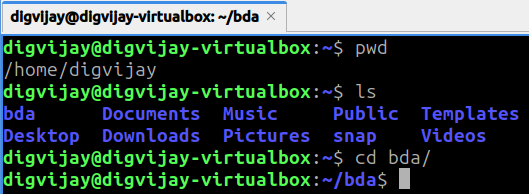 digvijay@digvijay-virtualbox: ~/bda ×
digvijay@digvijay-virtualbox:~$ pwd
/home/digvijay
digvijay@digvijay-virtualbox:~$ ls
bda Documents Music Public Templates
Desktop Downloads Pictures snap Videos
digvijay@digvijay-virtualbox:~$ cd bda/
digvijay@digvijay-virtualbox:~/bda$